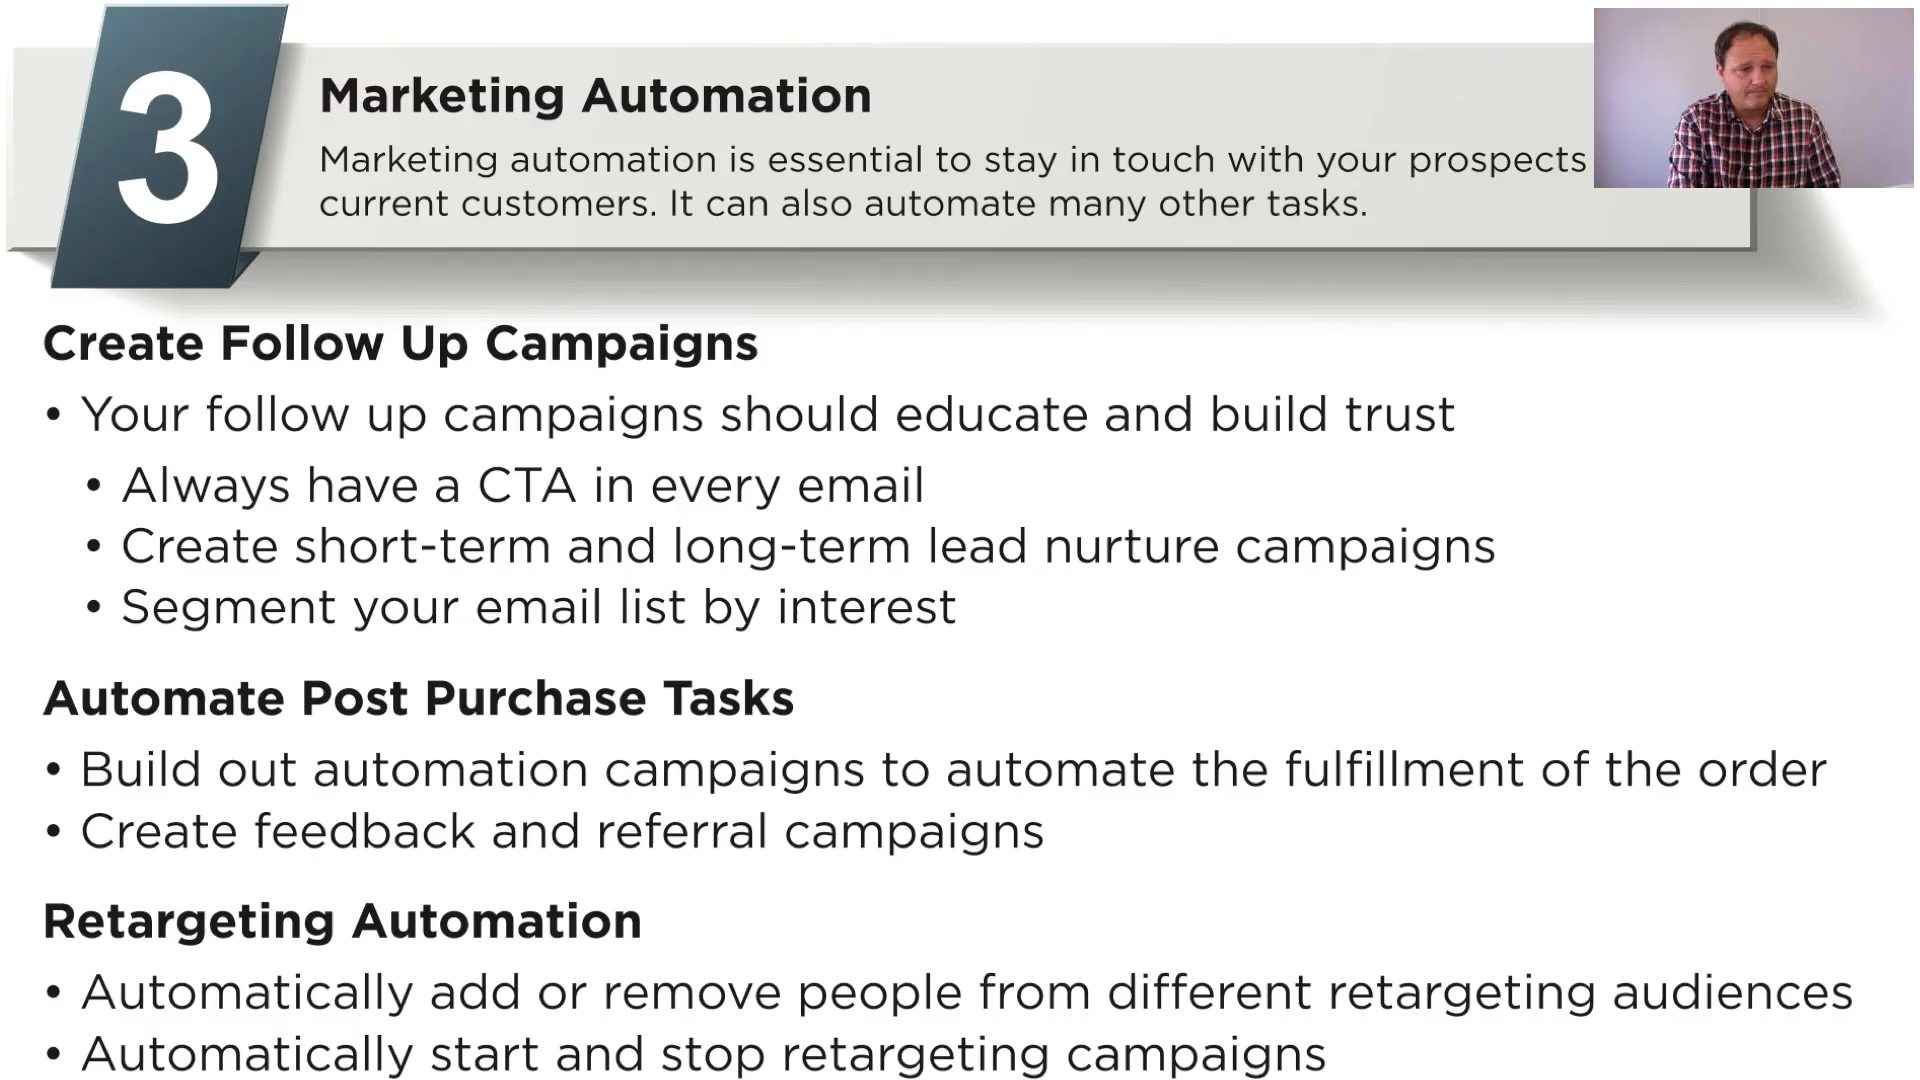 3
Marketing Automation
Marketing automation is essential to stay in touch with your prospects
current customers. It can also automate many other tasks.
Create Follow Up Campaigns
• Your follow up campaigns should educate and build trust
• Always have a CTA in every email
• Create short-term and long-term lead nurture campaigns
• Segment your email list by interest
Automate Post Purchase Tasks
• Build out automation campaigns to automate the fulfillment of the order
• Create feedback and referral campaigns
Retargeting Automation
• Automatically add or remove people from different retargeting audiences
• Automatically start and stop retargeting campaigns